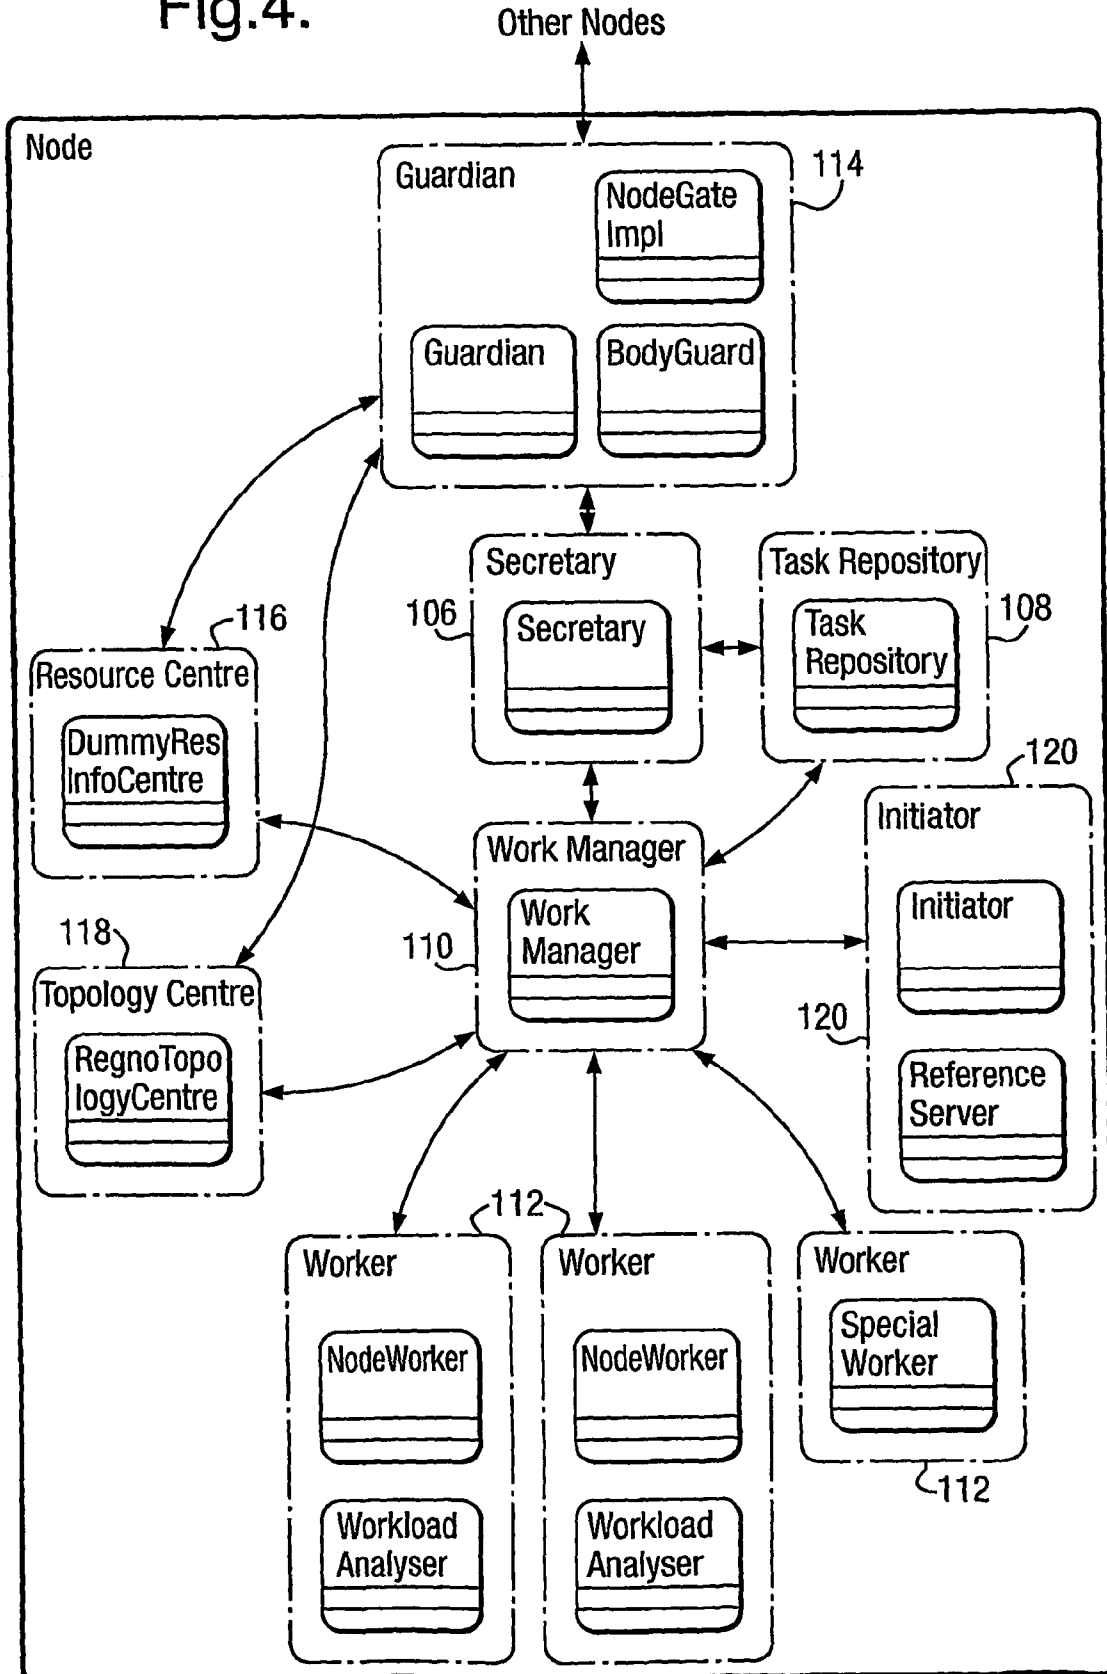 Fig.4.
Other Nodes
Node
Guardian
114
NodeGate
Impl
Guardian
BodyGuard
Secretary
Task Repository
106
Secretary
Task
Repository
108
116
Resource Centre
DummyRes
InfoCentre
120
Initiator
Work Manager
Work
Manager
110
Initiator
118
Topology Centre
RegnoTopo
logyCentre
120
Reference
Server
112
Worker
Worker
Worker
Special
Worker
NodeWorker
NodeWorker
112
Workload
Analyser
Workload
Analyser